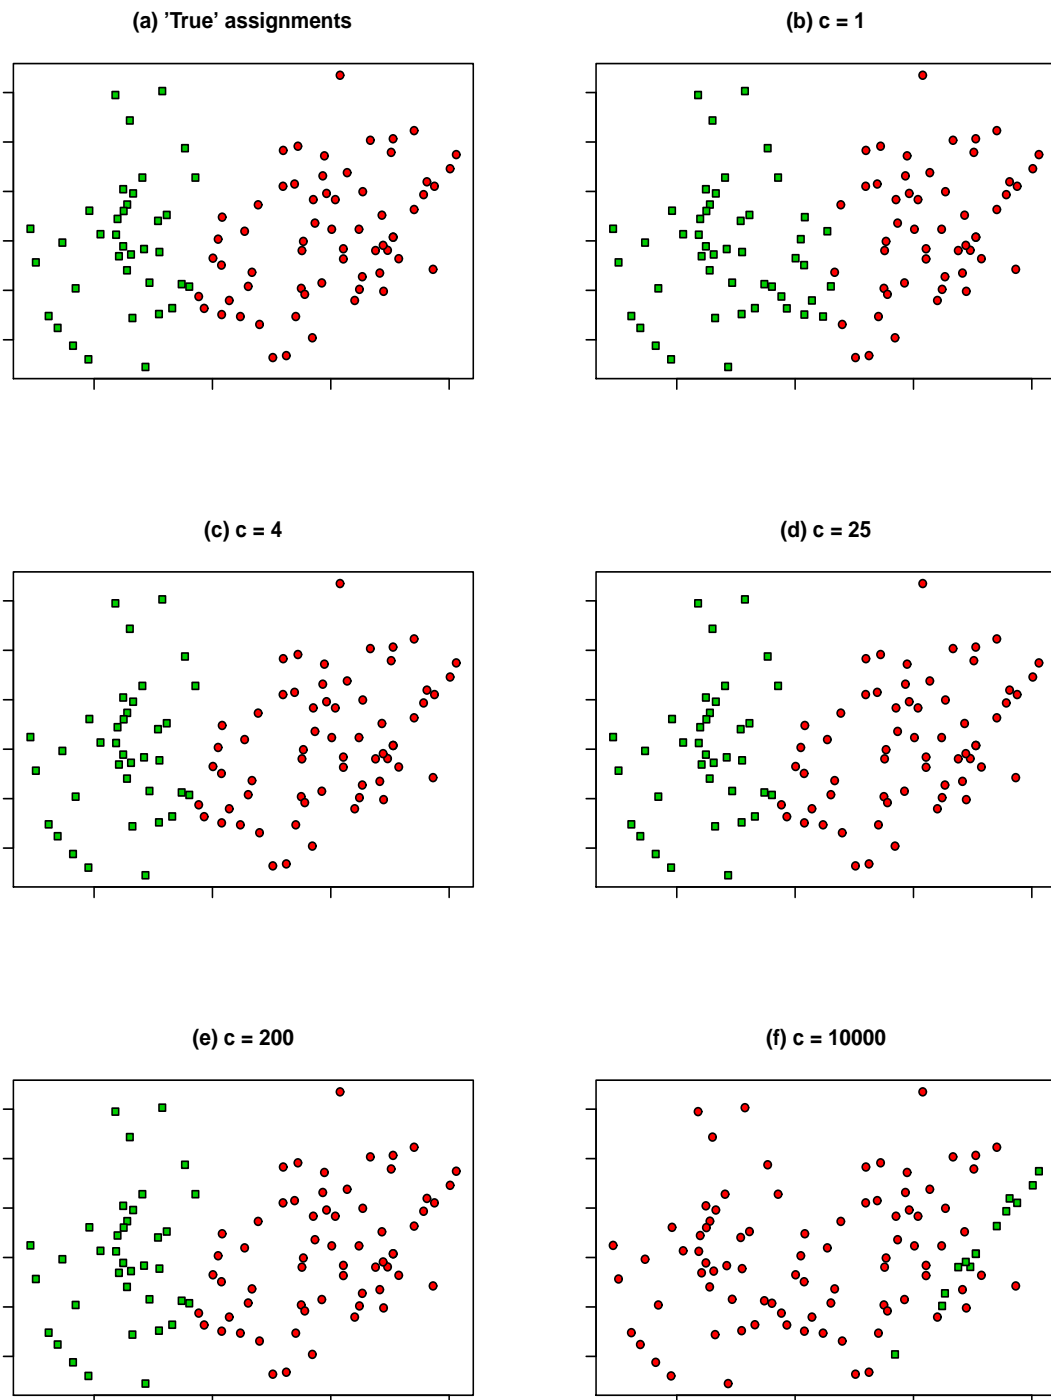 (a) 'True' assignments
(b) c = 1
(c) c = 4
(d) c = 25
(e) c = 200
(f) c = 10000